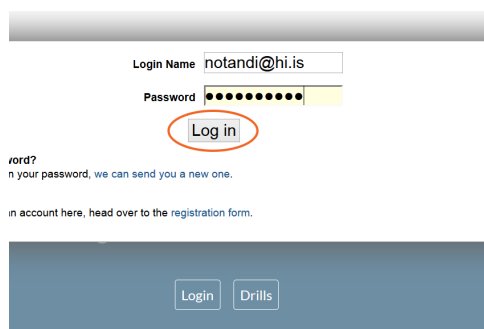 Login Name notandi@hi.is
Password ●●●●●●●●●●
Log in
word?
n your password, we can send you a new one.
n account here, head over to the registration form.
Login Drills